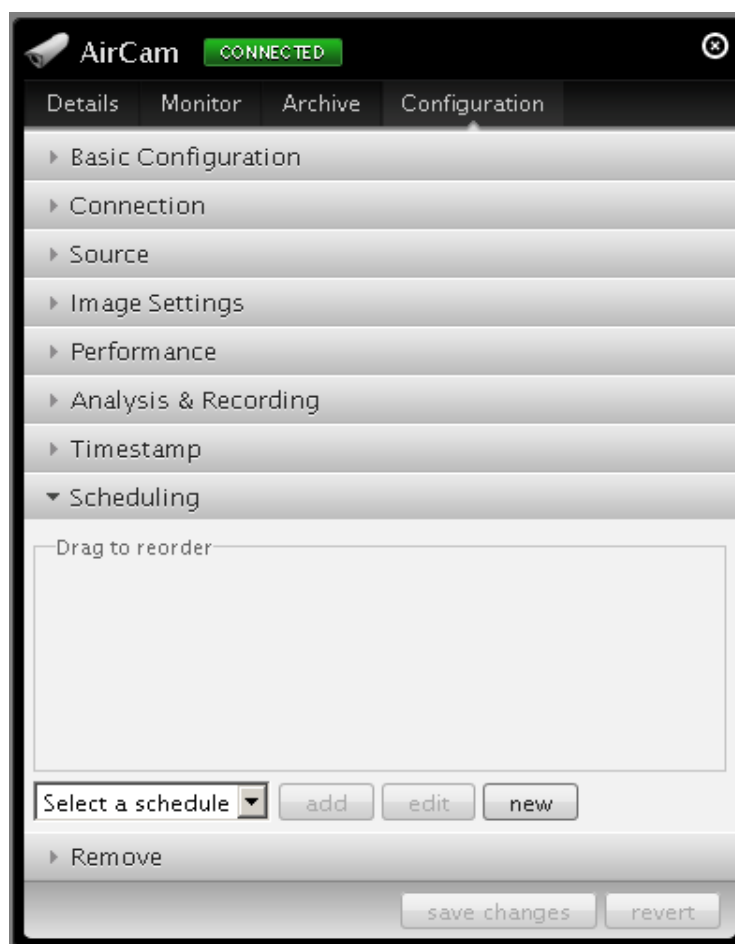 AirCam CONNECTED
Details Monitor Archive Configuration
Basic Configuration
Connection
Source
Image Settings
Performance
Analysis & Recording
Timestamp
Scheduling
Drag to reorder
Select a schedule add edit new
Remove
save changes revert